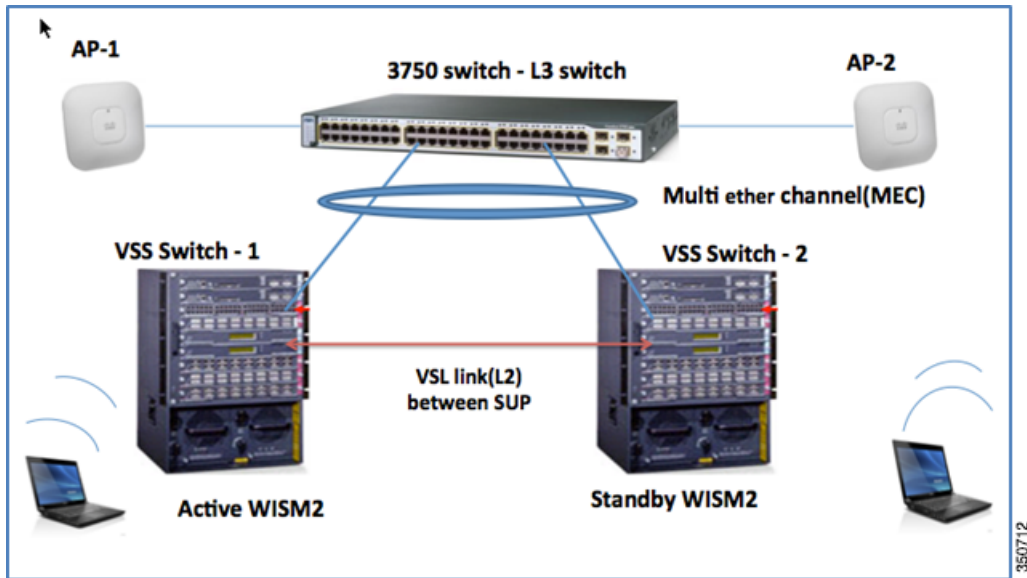 AP-1
3750 switch - L3 switch
AP-2
Multi ether channel(MEC)
VSS Switch - 1
VSS Switch - 2
VSL link(L2)
between SUP
Active WISM2
Standby WISM2
350712